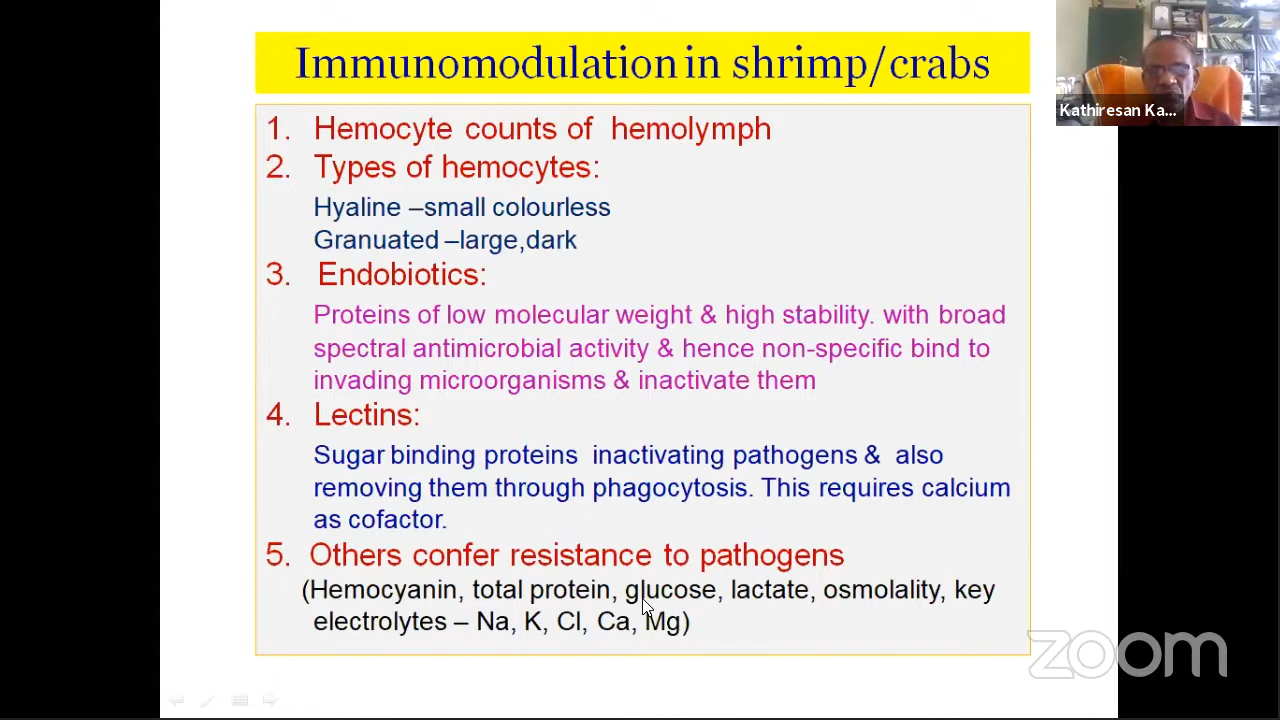 Immunomodulation in shrimp/crabs
Kathiresan Ka...
1. Hemocyte counts of hemolymph
2. Types of hemocytes:
Hyaline –small colourless
Granuated –large,dark
3. Endobiotics:
Proteins of low molecular weight & high stability. with broad
spectral antimicrobial activity & hence non-specific bind to
invading microorganisms & inactivate them
4. Lectins:
Sugar binding proteins inactivating pathogens & also
removing them through phagocytosis. This requires calcium
as cofactor.
5. Others confer resistance to pathogens
(Hemocyanin, total protein, glucose, lactate, osmolality, key
electrolytes – Na, K, Cl, Ca, Mg)
zoom